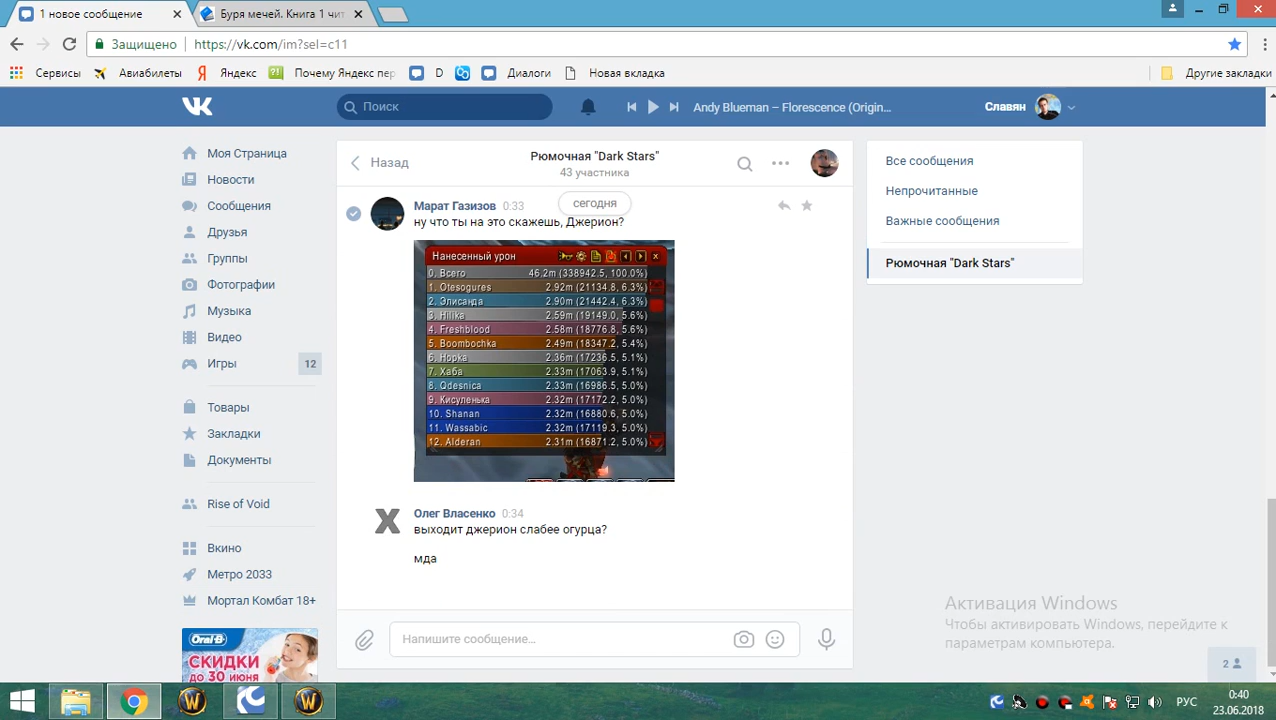 1 новое сообщение
Буря мечей. Книга 1 чит
Защищено
https://vk.com/im?sel=c11
Сервисы
Авиабилеты
Яндекс
Почему Яндекс пер
D
Диалоги
Новая вкладка
Другие закладки
Поиск
Andy Blueman – Florescence (Origin...
Славян
Моя Страница
Новости
Сообщения
Друзья
Группы
Фотографии
Музыка
Видео
Игры
12
Товары
Закладки
Документы
Rise of Void
Вкино
Метро 2033
Мортал Комбат 18+
Oral-B
СКИДКИ
ДО 30 ИЮНЯ
Назад
Рюмочная "Dark Stars"
43 участника
сегодня
Марат Газизов 0:33
ну что ты на это скажешь, Джерион?
Нанесенный урон
0. Всего 46.2m (338942.5, 100.0%)
1. Otesogures 2.92m (21134.8, 6.3%)
2. Элисанда 2.90m (21442.4, 6.3%)
3. Hilika 2.59m (19149.0, 5.6%)
4. Freshblood 2.58m (18776.8, 5.6%)
5. Boombochka 2.49m (18347.2, 5.4%)
6. Норка 2.36m (17236.5, 5.1%)
7. Хаба 2.33m (17063.9, 5.1%)
8. Qdesnica 2.33m (16986.5, 5.0%)
9. Кисуленька 2.32m (17172.2, 5.0%)
10. Shanan 2.32m (16880.6, 5.0%)
11. Wassabic 2.32m (17119.3, 5.0%)
12. Alderan 2.31m (16871.2, 5.0%)
Олег Власенко 0:34
выходит джерион слабее огурца?
мда
Напишите сообщение...
Все сообщения
Непрочитанные
Важные сообщения
Рюмочная "Dark Stars"
Активация Windows
Чтобы активировать Windows, перейдите к
параметрам компьютера.
2
РУС
0:40
23.06.2018